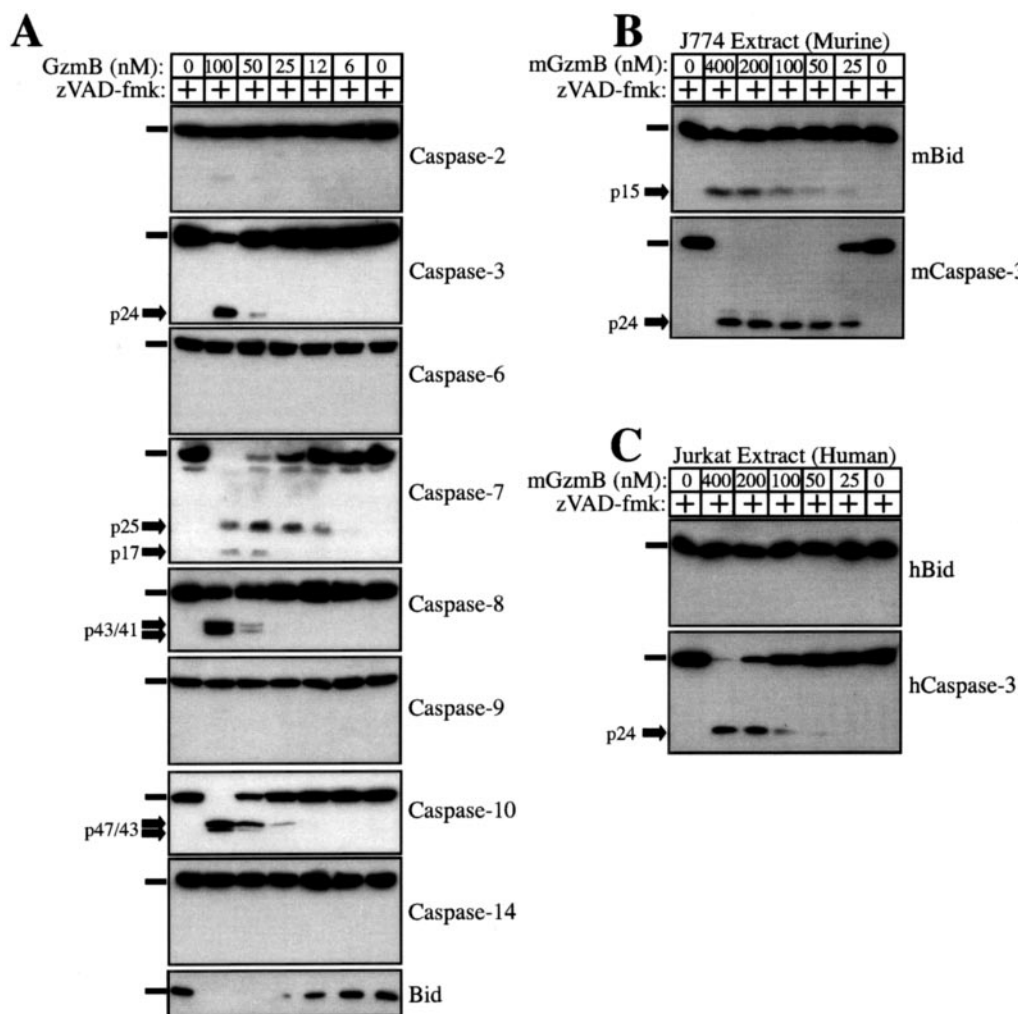 A
GzmB (nM): 0 100 50 25 12 6 0
zVAD-fmk: + + + + + + +
Caspase-2
Caspase-3
p24
Caspase-6
Caspase-7
p25
p17
Caspase-8
p43/41
Caspase-9
Caspase-10
p47/43
Caspase-14
Bid
B
J774 Extract (Murine)
mGzmB (nM): 0 400 200 100 50 25 0
zVAD-fmk: + + + + + + +
mBid
p15
mCaspase-3
p24
C
Jurkat Extract (Human)
mGzmB (nM): 0 400 200 100 50 25 0
zVAD-fmk: + + + + + + +
hBid
hCaspase-3
p24